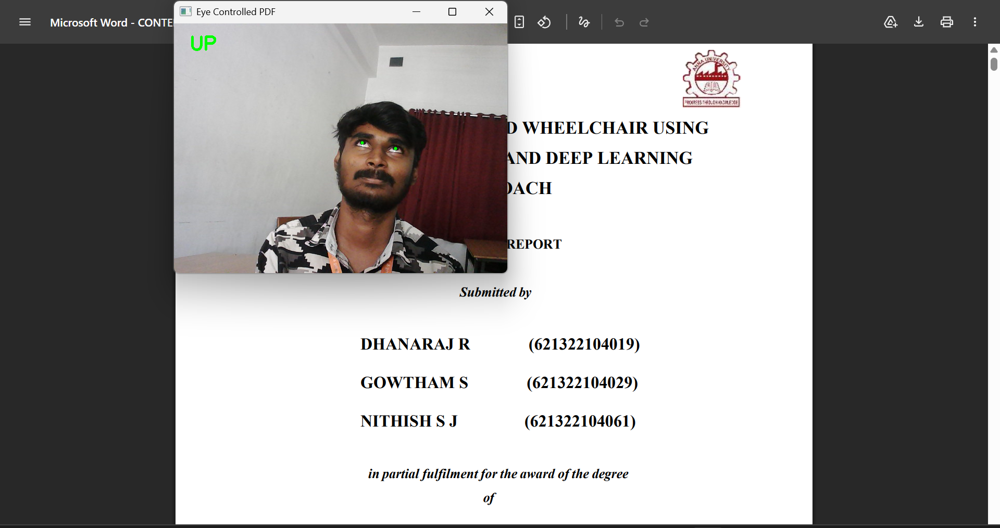 Eye Controlled PDF
Microsoft Word - CONTE
UP
ANNA UNIVERSITY
PROGRESS THROUGH KNOWLEDGE
D WHEELCHAIR USING
AND DEEP LEARNING
OACH
REPORT
Submitted by
DHANARAJ R (621322104019)
GOWTHAM S (621322104029)
NITHISH S J (621322104061)
in partial fulfilment for the award of the degree
of